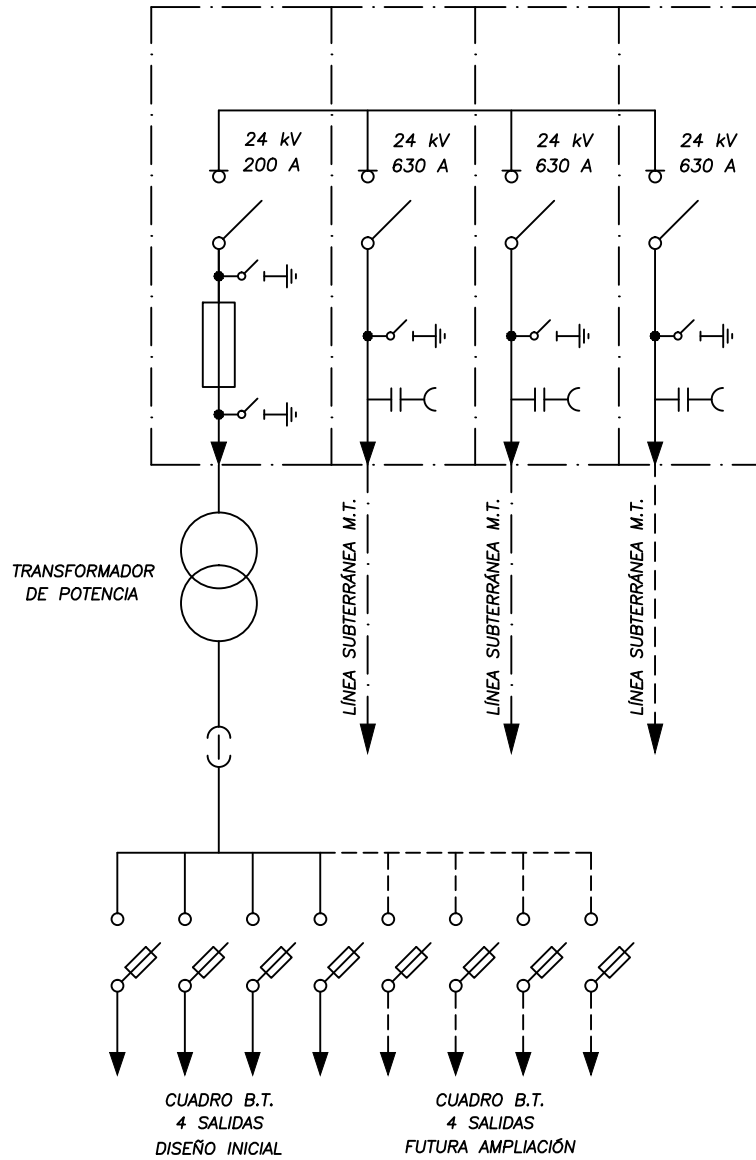 24 kV
200 A
24 kV
630 A
24 kV
630 A
24 kV
630 A
TRANSFORMADOR
DE POTENCIA
LÍNEA SUBTERRÁNEA M.T.
LÍNEA SUBTERRÁNEA M.T.
LÍNEA SUBTERRÁNEA M.T.
CUADRO B.T.
4 SALIDAS
DISEÑO INICIAL
CUADRO B.T.
4 SALIDAS
FUTURA AMPLIACIÓN